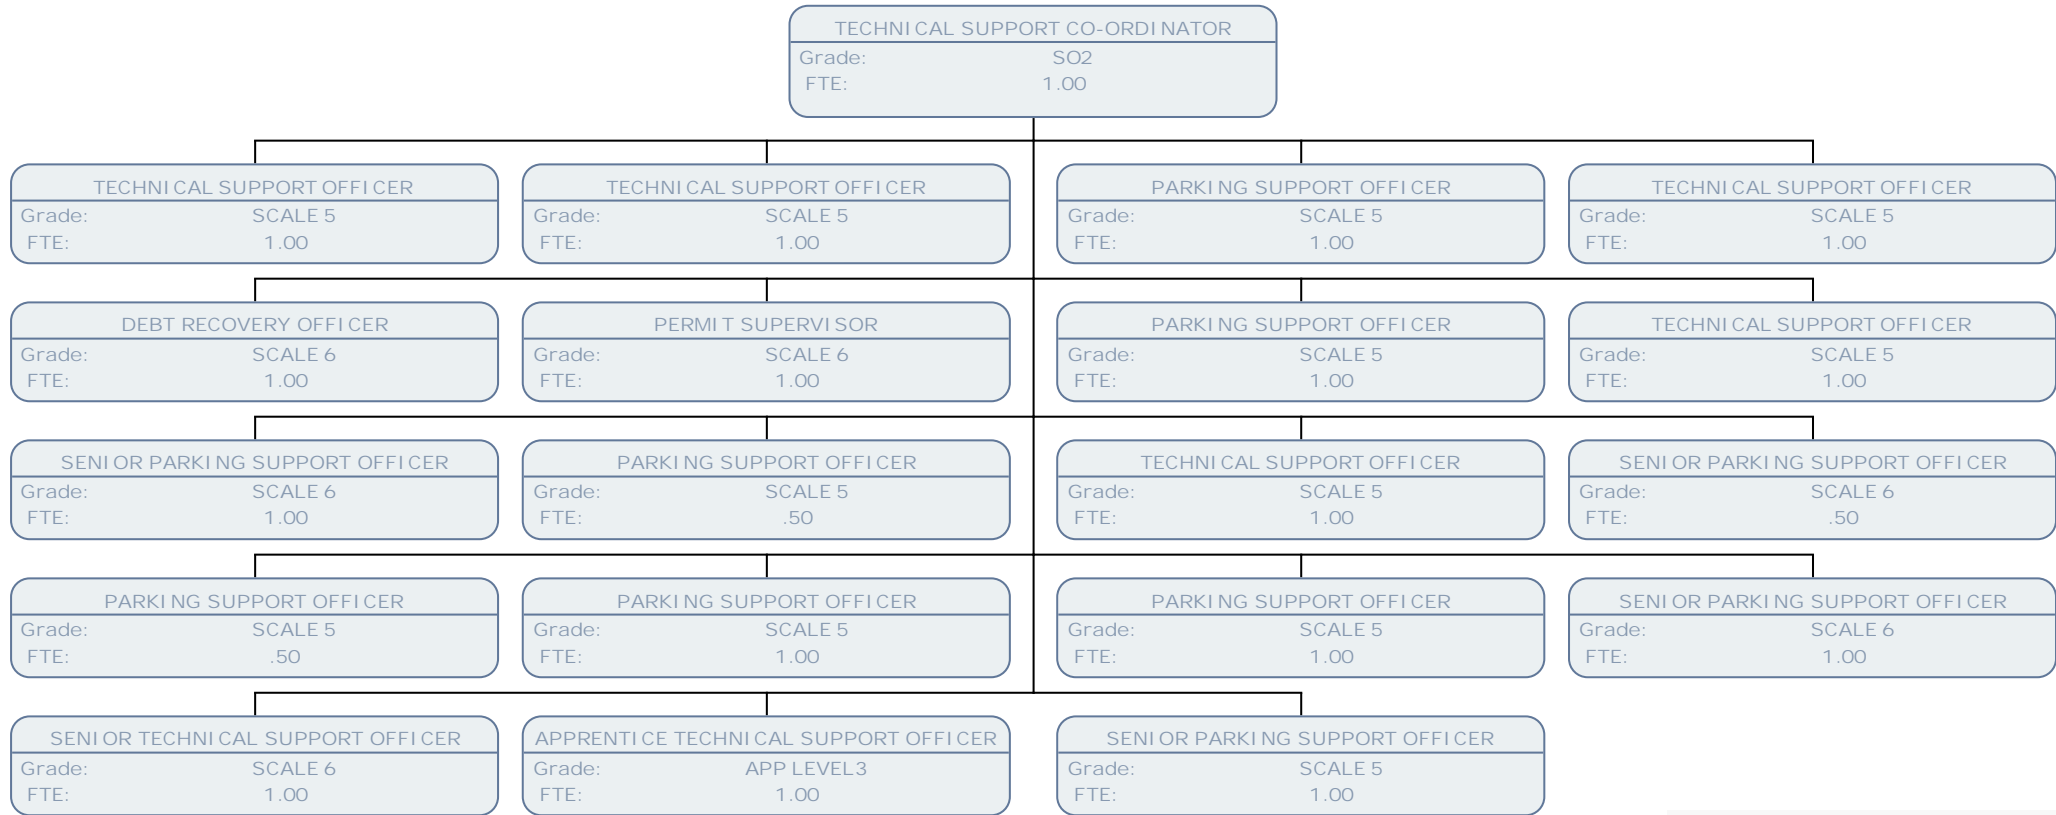 TECHNICAL SUPPORT CO-ORDINATOR
Grade: SO2
FTE: 1.00
TECHNICAL SUPPORT OFFICER
Grade: SCALE 5
FTE: 1.00
TECHNICAL SUPPORT OFFICER
Grade: SCALE 5
FTE: 1.00
PARKING SUPPORT OFFICER
Grade: SCALE 5
FTE: 1.00
TECHNICAL SUPPORT OFFICER
Grade: SCALE 5
FTE: 1.00
DEBT RECOVERY OFFICER
Grade: SCALE 6
FTE: 1.00
PERMIT SUPERVISOR
Grade: SCALE 6
FTE: 1.00
PARKING SUPPORT OFFICER
Grade: SCALE 5
FTE: 1.00
TECHNICAL SUPPORT OFFICER
Grade: SCALE 5
FTE: 1.00
SENIOR PARKING SUPPORT OFFICER
Grade: SCALE 6
FTE: 1.00
PARKING SUPPORT OFFICER
Grade: SCALE 5
FTE: .50
TECHNICAL SUPPORT OFFICER
Grade: SCALE 5
FTE: 1.00
SENIOR PARKING SUPPORT OFFICER
Grade: SCALE 6
FTE: .50
PARKING SUPPORT OFFICER
Grade: SCALE 5
FTE: .50
PARKING SUPPORT OFFICER
Grade: SCALE 5
FTE: 1.00
PARKING SUPPORT OFFICER
Grade: SCALE 5
FTE: 1.00
SENIOR PARKING SUPPORT OFFICER
Grade: SCALE 6
FTE: 1.00
SENIOR TECHNICAL SUPPORT OFFICER
Grade: SCALE 6
FTE: 1.00
APPRENTICE TECHNICAL SUPPORT OFFICER
Grade: APP LEVEL3
FTE: 1.00
SENIOR PARKING SUPPORT OFFICER
Grade: SCALE 5
FTE: 1.00